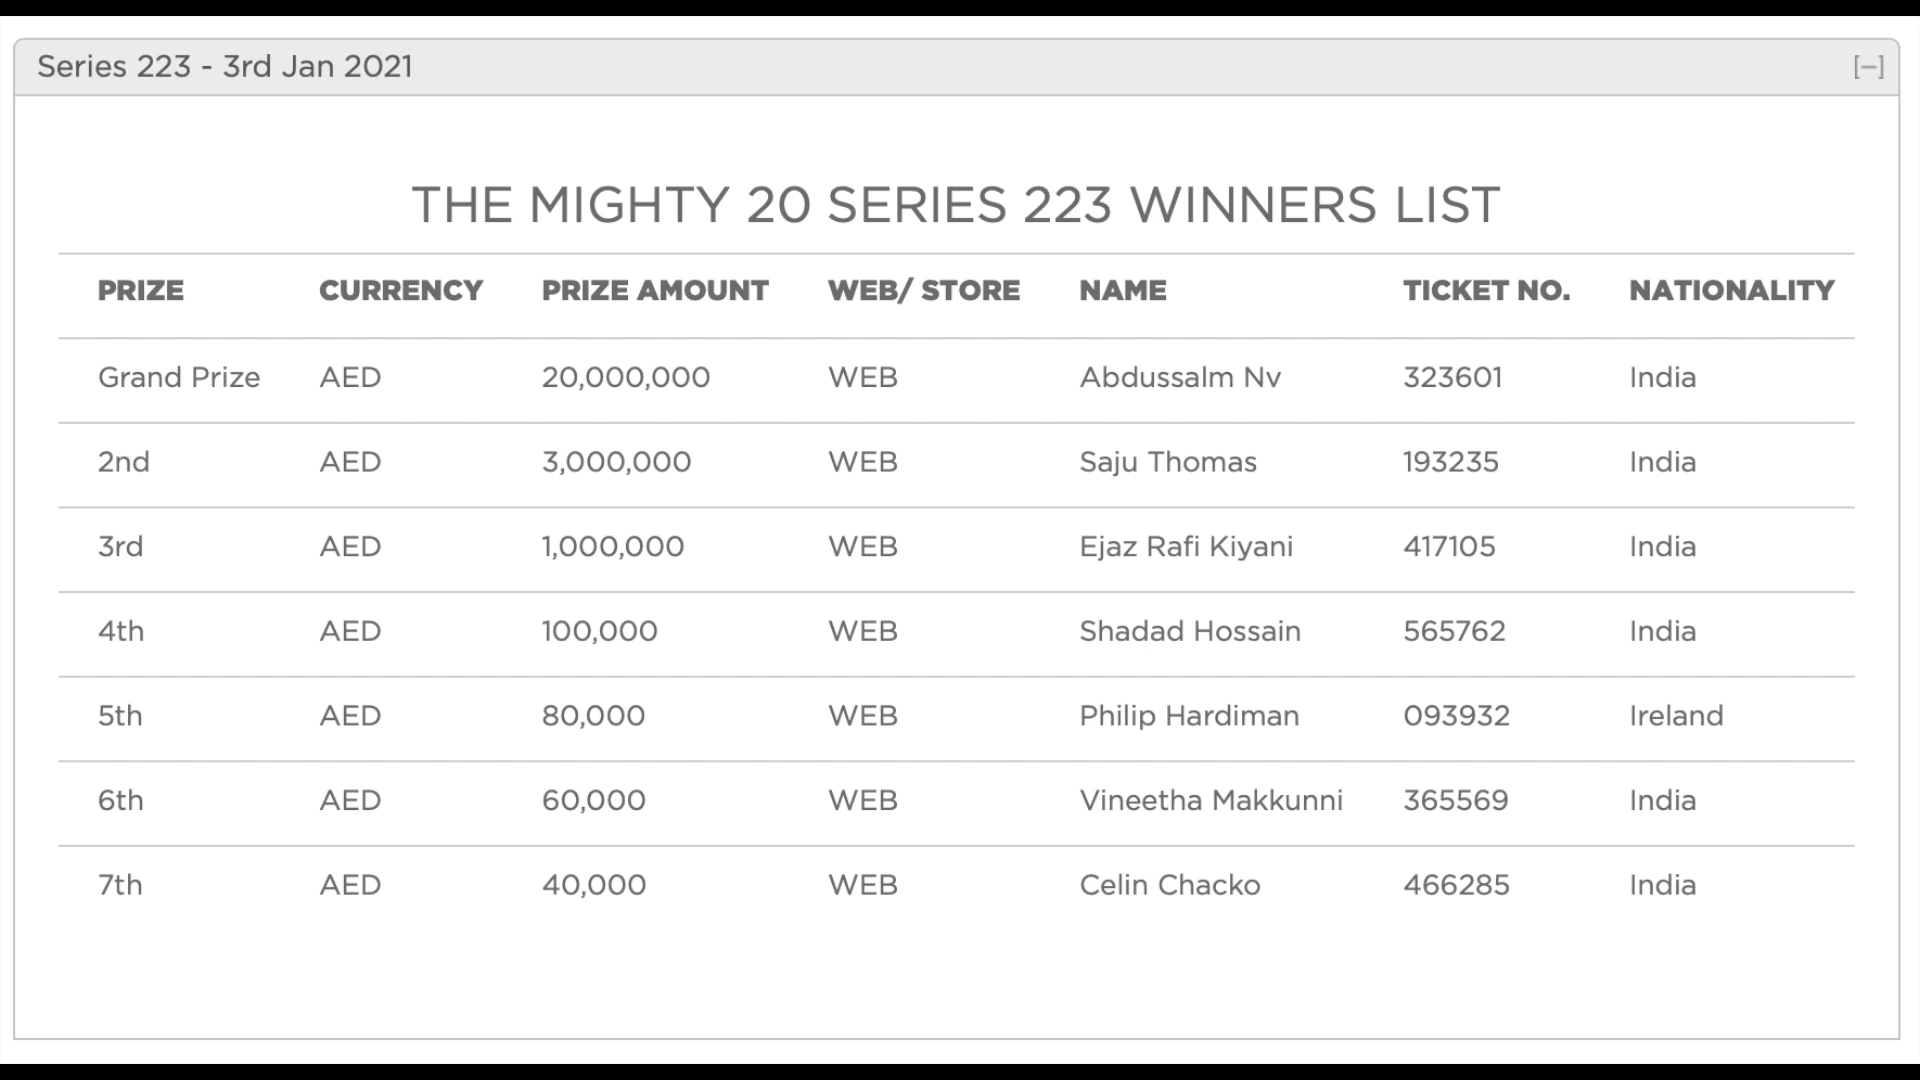 Series 223 - 3rd Jan 2021 [—]
THE MIGHTY 20 SERIES 223 WINNERS LIST
PRIZE CURRENCY PRIZE AMOUNT WEB/ STORE NAME TICKET NO. NATIONALITY
Grand Prize AED 20,000,000 WEB Abdussalm Nv 323601 India
2nd AED 3,000,000 WEB Saju Thomas 193235 India
3rd AED 1,000,000 WEB Ejaz Rafi Kiyani 417105 India
4th AED 100,000 WEB Shadad Hossain 565762 India
5th AED 80,000 WEB Philip Hardiman 093932 Ireland
6th AED 60,000 WEB Vineetha Makkunni 365569 India
7th AED 40,000 WEB Celin Chacko 466285 India